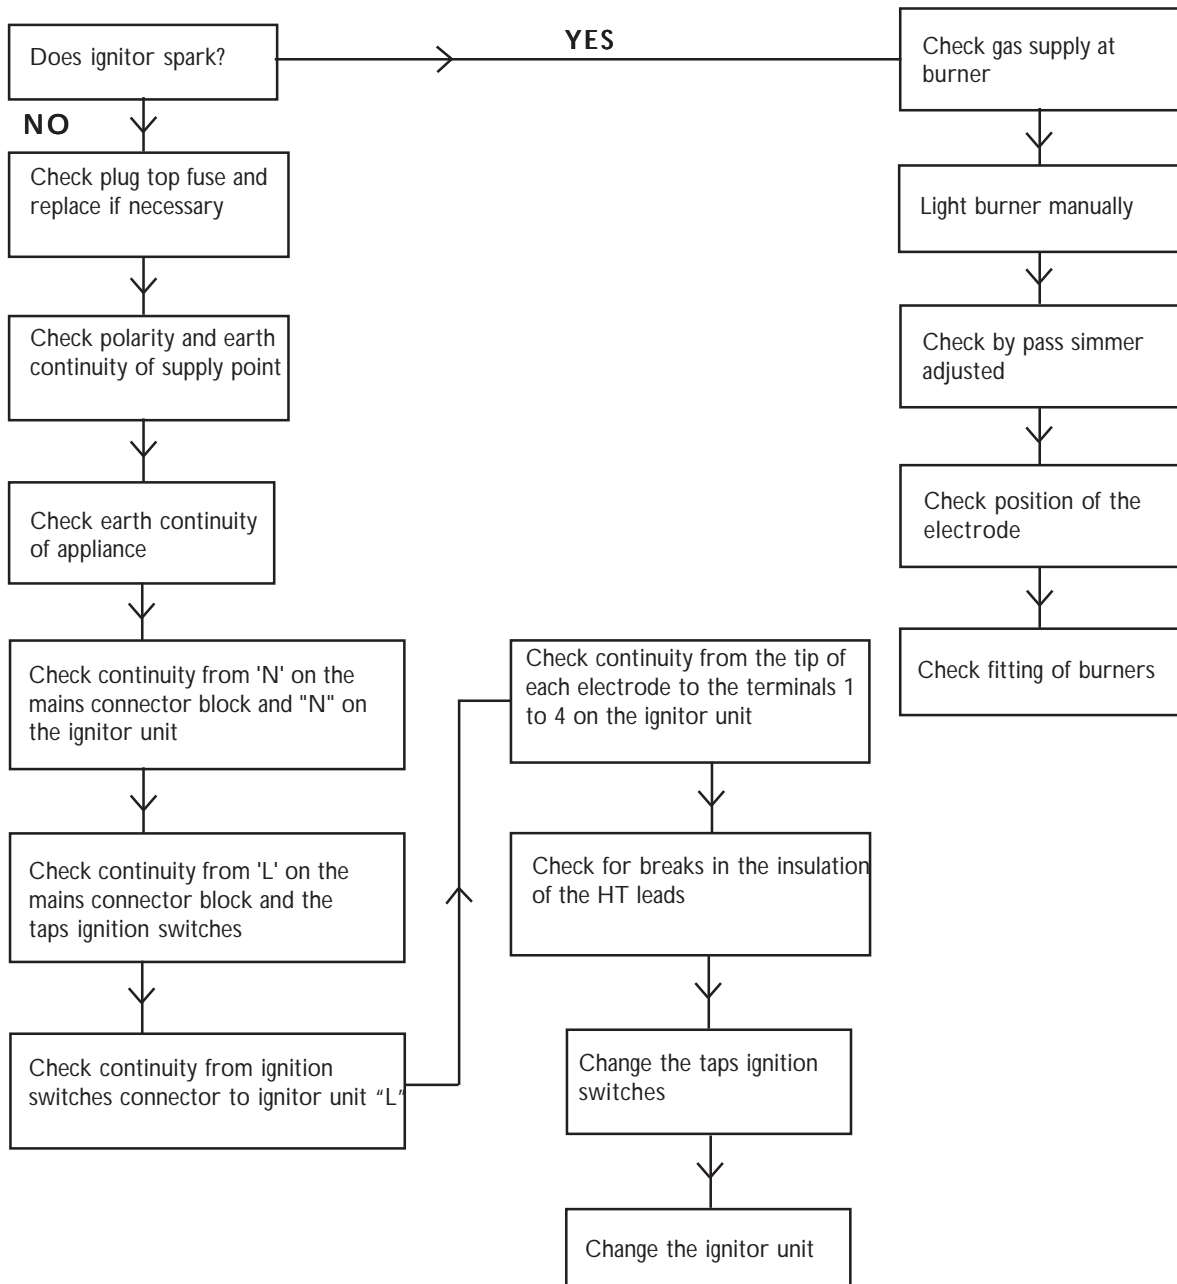 Does ignitor spark?
YES
Check gas supply at
burner
NO
Check plug top fuse and
replace if necessary
Light burner manually
Check polarity and earth
continuity of supply point
Check by pass simmer
adjusted
Check earth continuity
of appliance
Check position of the
electrode
Check continuity from 'N' on the
mains connector block and "N" on
the ignitor unit
Check continuity from the tip of
each electrode to the terminals 1
to 4 on the ignitor unit
Check fitting of burners
Check continuity from 'L' on the
mains connector block and the
taps ignition switches
Check for breaks in the insulation
of the HT leads
Check continuity from ignition
switches connector to ignitor unit “L”
Change the taps ignition
switches
Change the ignitor unit